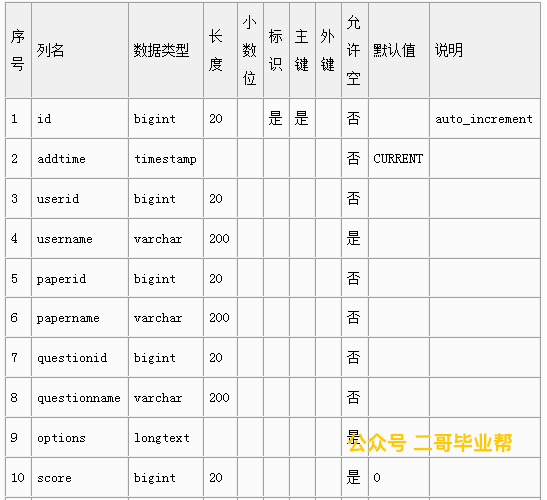 序号 列名 数据类型 长度 小数位 标识 主键 外键 允许空 默认值 说明
1 id bigint 20 是 是 否 auto_increment
2 addtime timestamp 否 CURRENT
3 userid bigint 20 否
4 username varchar 200 是
5 paperid bigint 20 否
6 papername varchar 200 否
7 questionid bigint 20 否
8 questionname varchar 200 否
9 options longtext 是
公众号 二哥毕业帮
10 score bigint 20 是 0